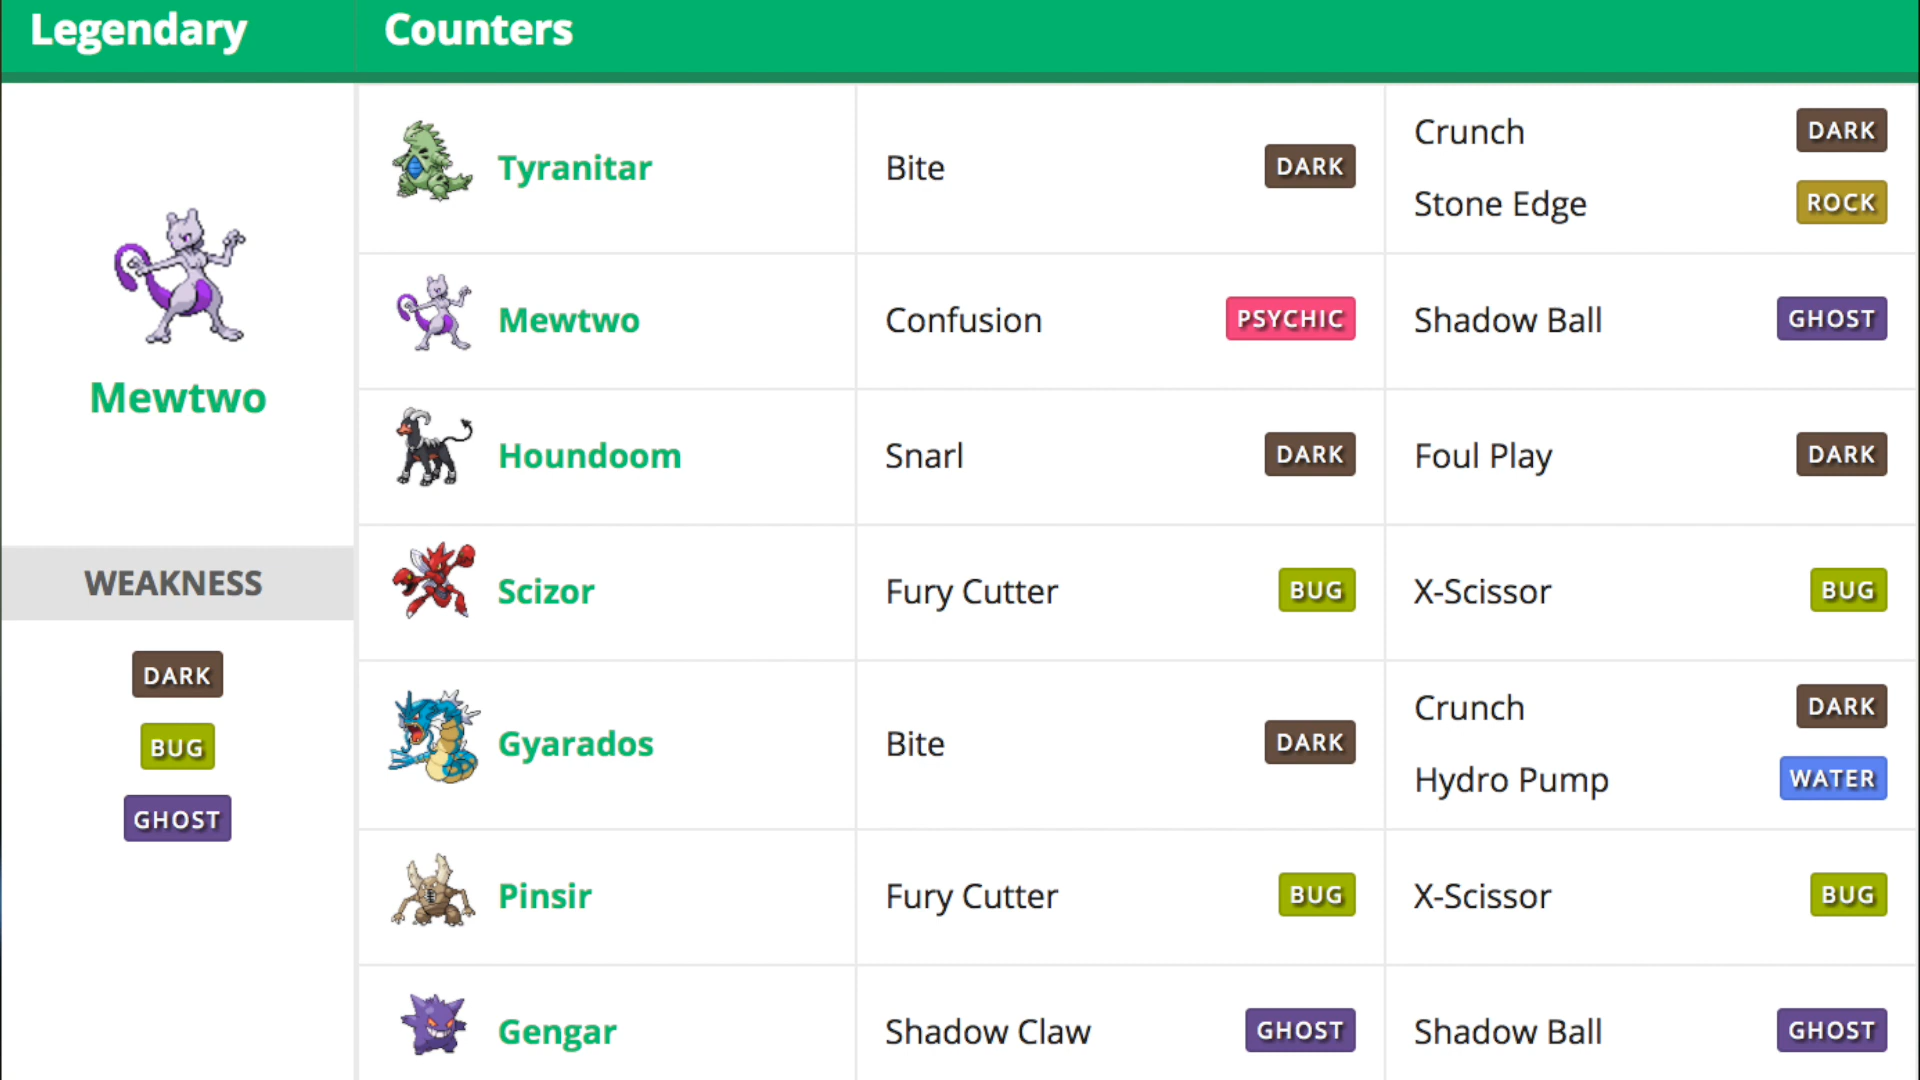 Legendary Counters
Mewtwo
WEAKNESS
DARK
BUG
GHOST
Tyranitar Bite DARK Crunch DARK
Stone Edge ROCK
Mewtwo Confusion PSYCHIC Shadow Ball GHOST
Houndoom Snarl DARK Foul Play DARK
Scizor Fury Cutter BUG X-Scissor BUG
Gyarados Bite DARK Crunch DARK
Hydro Pump WATER
Pinsir Fury Cutter BUG X-Scissor BUG
Gengar Shadow Claw GHOST Shadow Ball GHOST